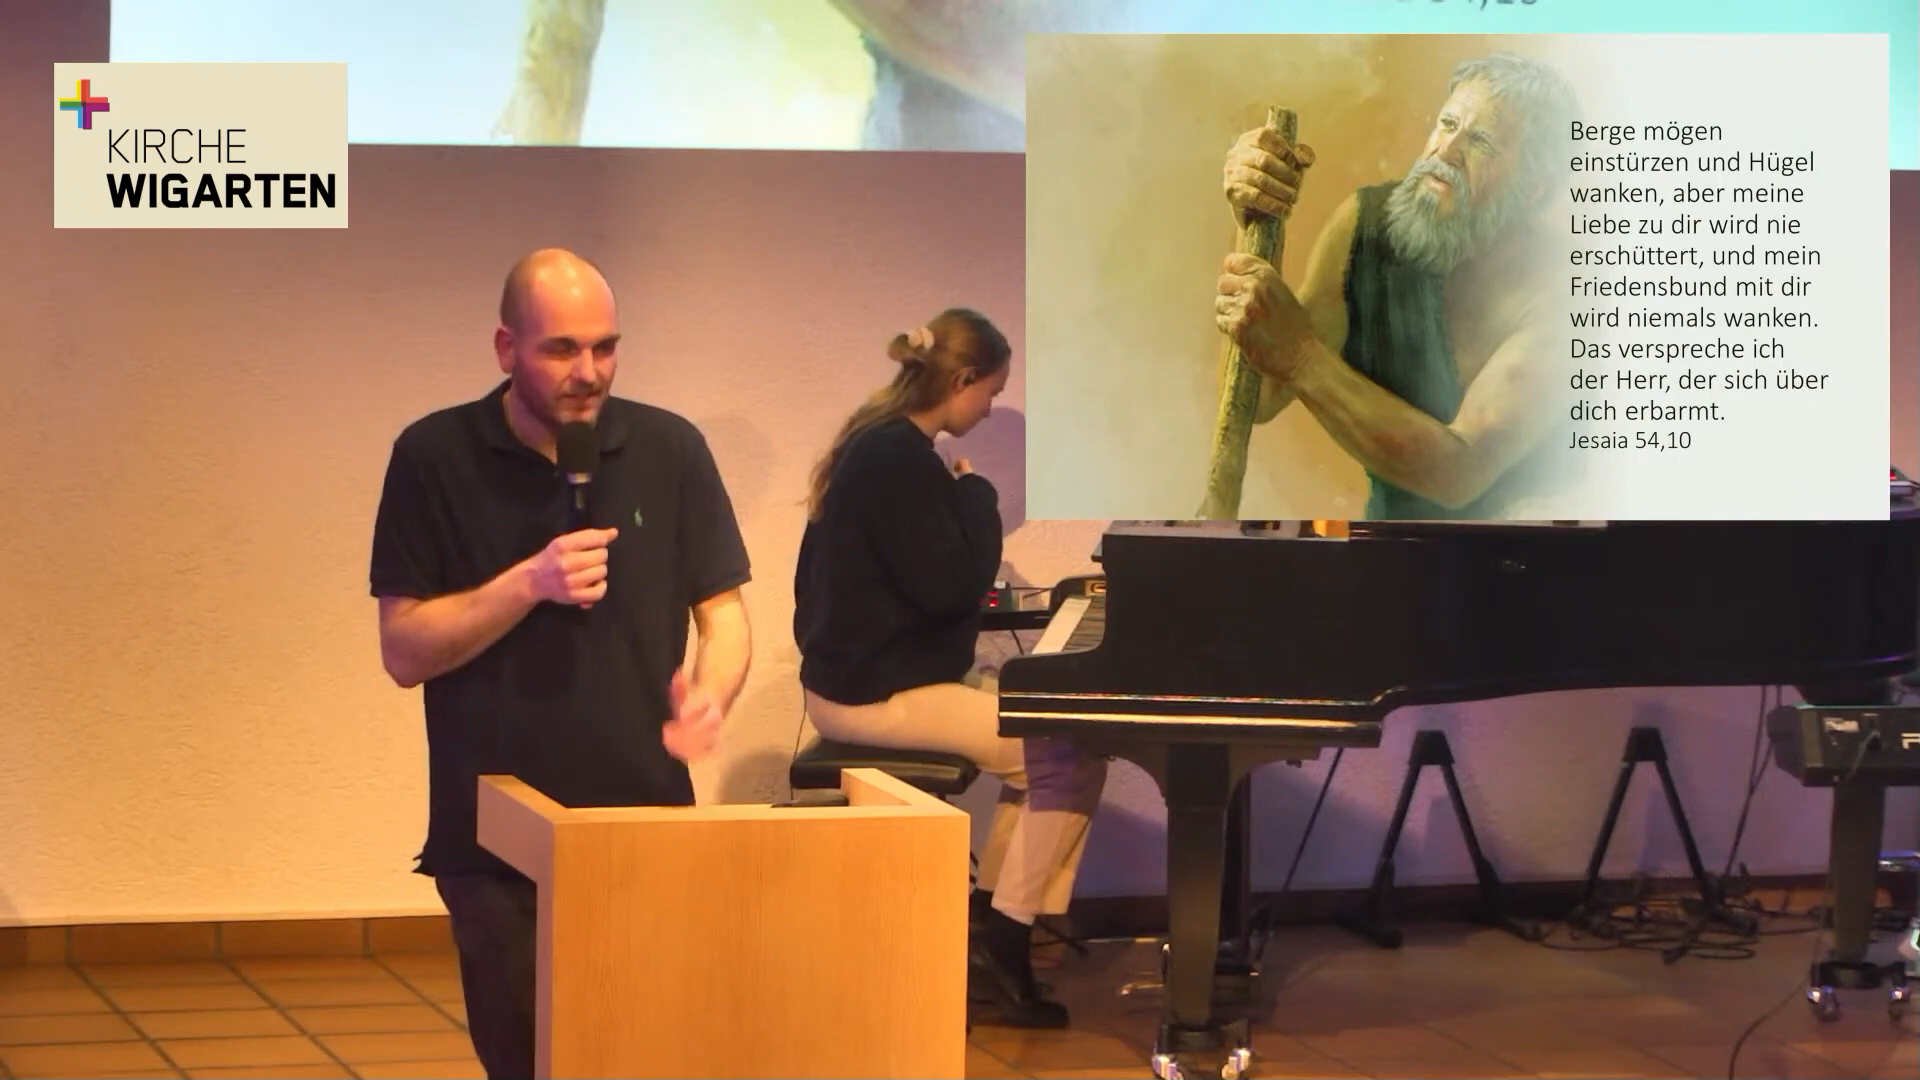 KIRCHE
WIGARTEN
Berge mögen
einstürzen und Hügel
wanken, aber meine
Liebe zu dir wird nie
erschüttert, und mein
Friedensbund mit dir
wird niemals wanken.
Das verspreche ich
der Herr, der sich über
dich erbarmt.
Jesaia 54,10